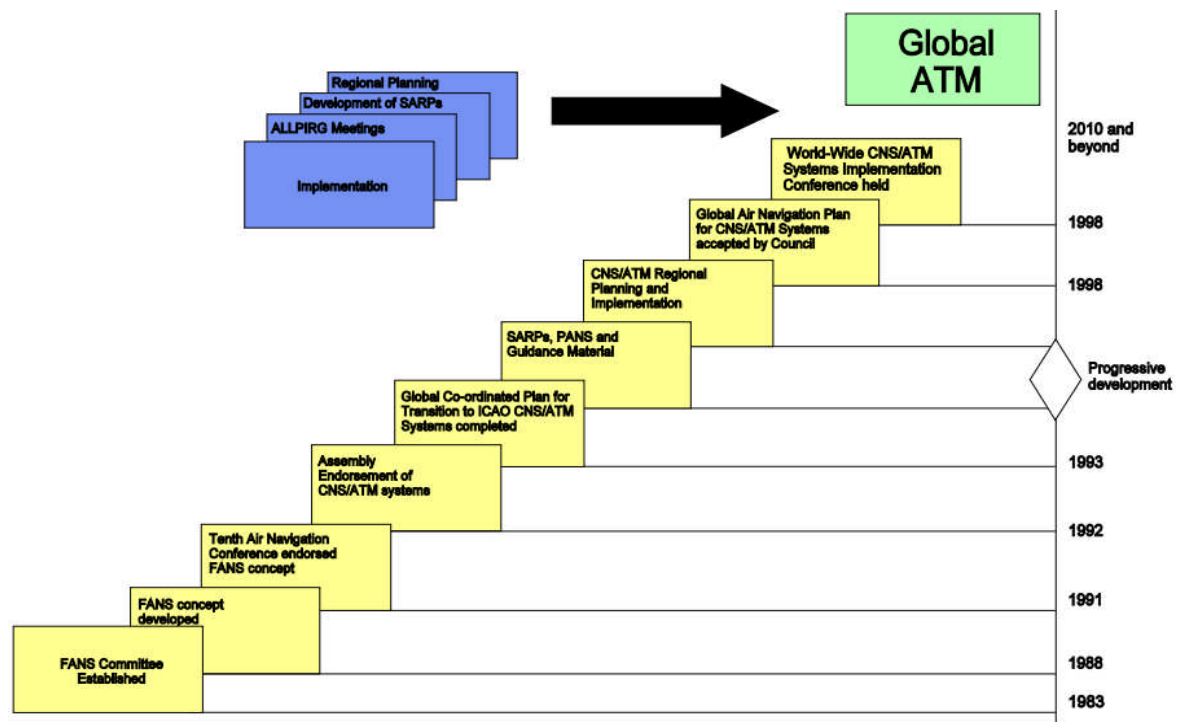 Global
ATM
Regional Planning
Development of SARPs
ALLPIRG Meetings
Implementation
2010 and
beyond
World-Wide CNS/ATM
Systems Implementation
Conference held
Global Air Navigation Plan
for CNS/ATM Systems
accepted by Council
1998
CNS/ATM Regional
Planning and
Implementation
1998
SARPs, PANS and
Guidance Material
Progressive
development
Global Co-ordinated Plan for
Transition to ICAO CNS/ATM
Systems completed
Assembly
Endorsement of
CNS/ATM systems
1993
Tenth Air Navigation
Conference endorsed
FANS concept
1992
FANS concept
developed
1991
FANS Committee
Established
1988
1983